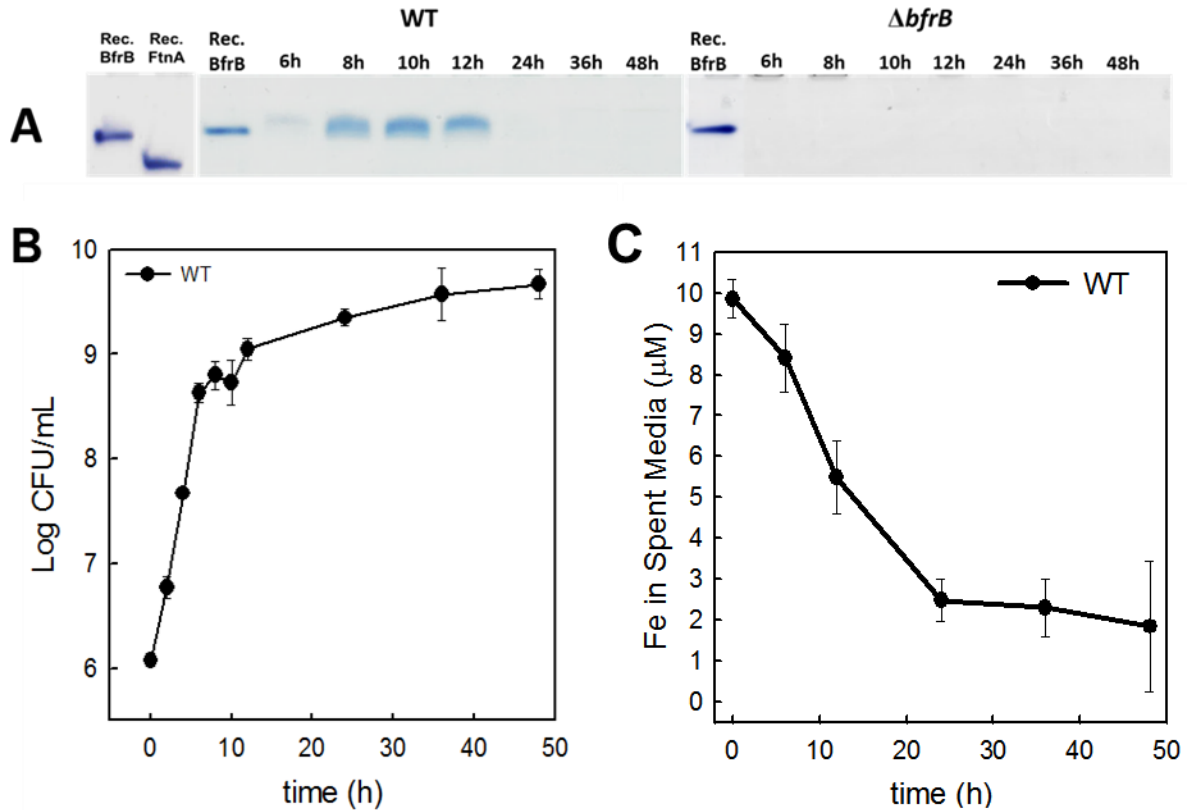 A
WT
ΔbfrB
Rec. Rec. Rec. 6h 8h 10h 12h 24h 36h 48h Rec. 6h 8h 10h 12h 24h 36h 48h
BfrB FtnA BfrB BfrB
B
WT
10
9
8
7
6
Log CFU/mL
0 10 20 30 40 50
time (h)
C
WT
11
10
9
8
7
6
5
4
3
2
1
0
Fe in Spent Media (μM)
0 10 20 30 40 50
time (h)